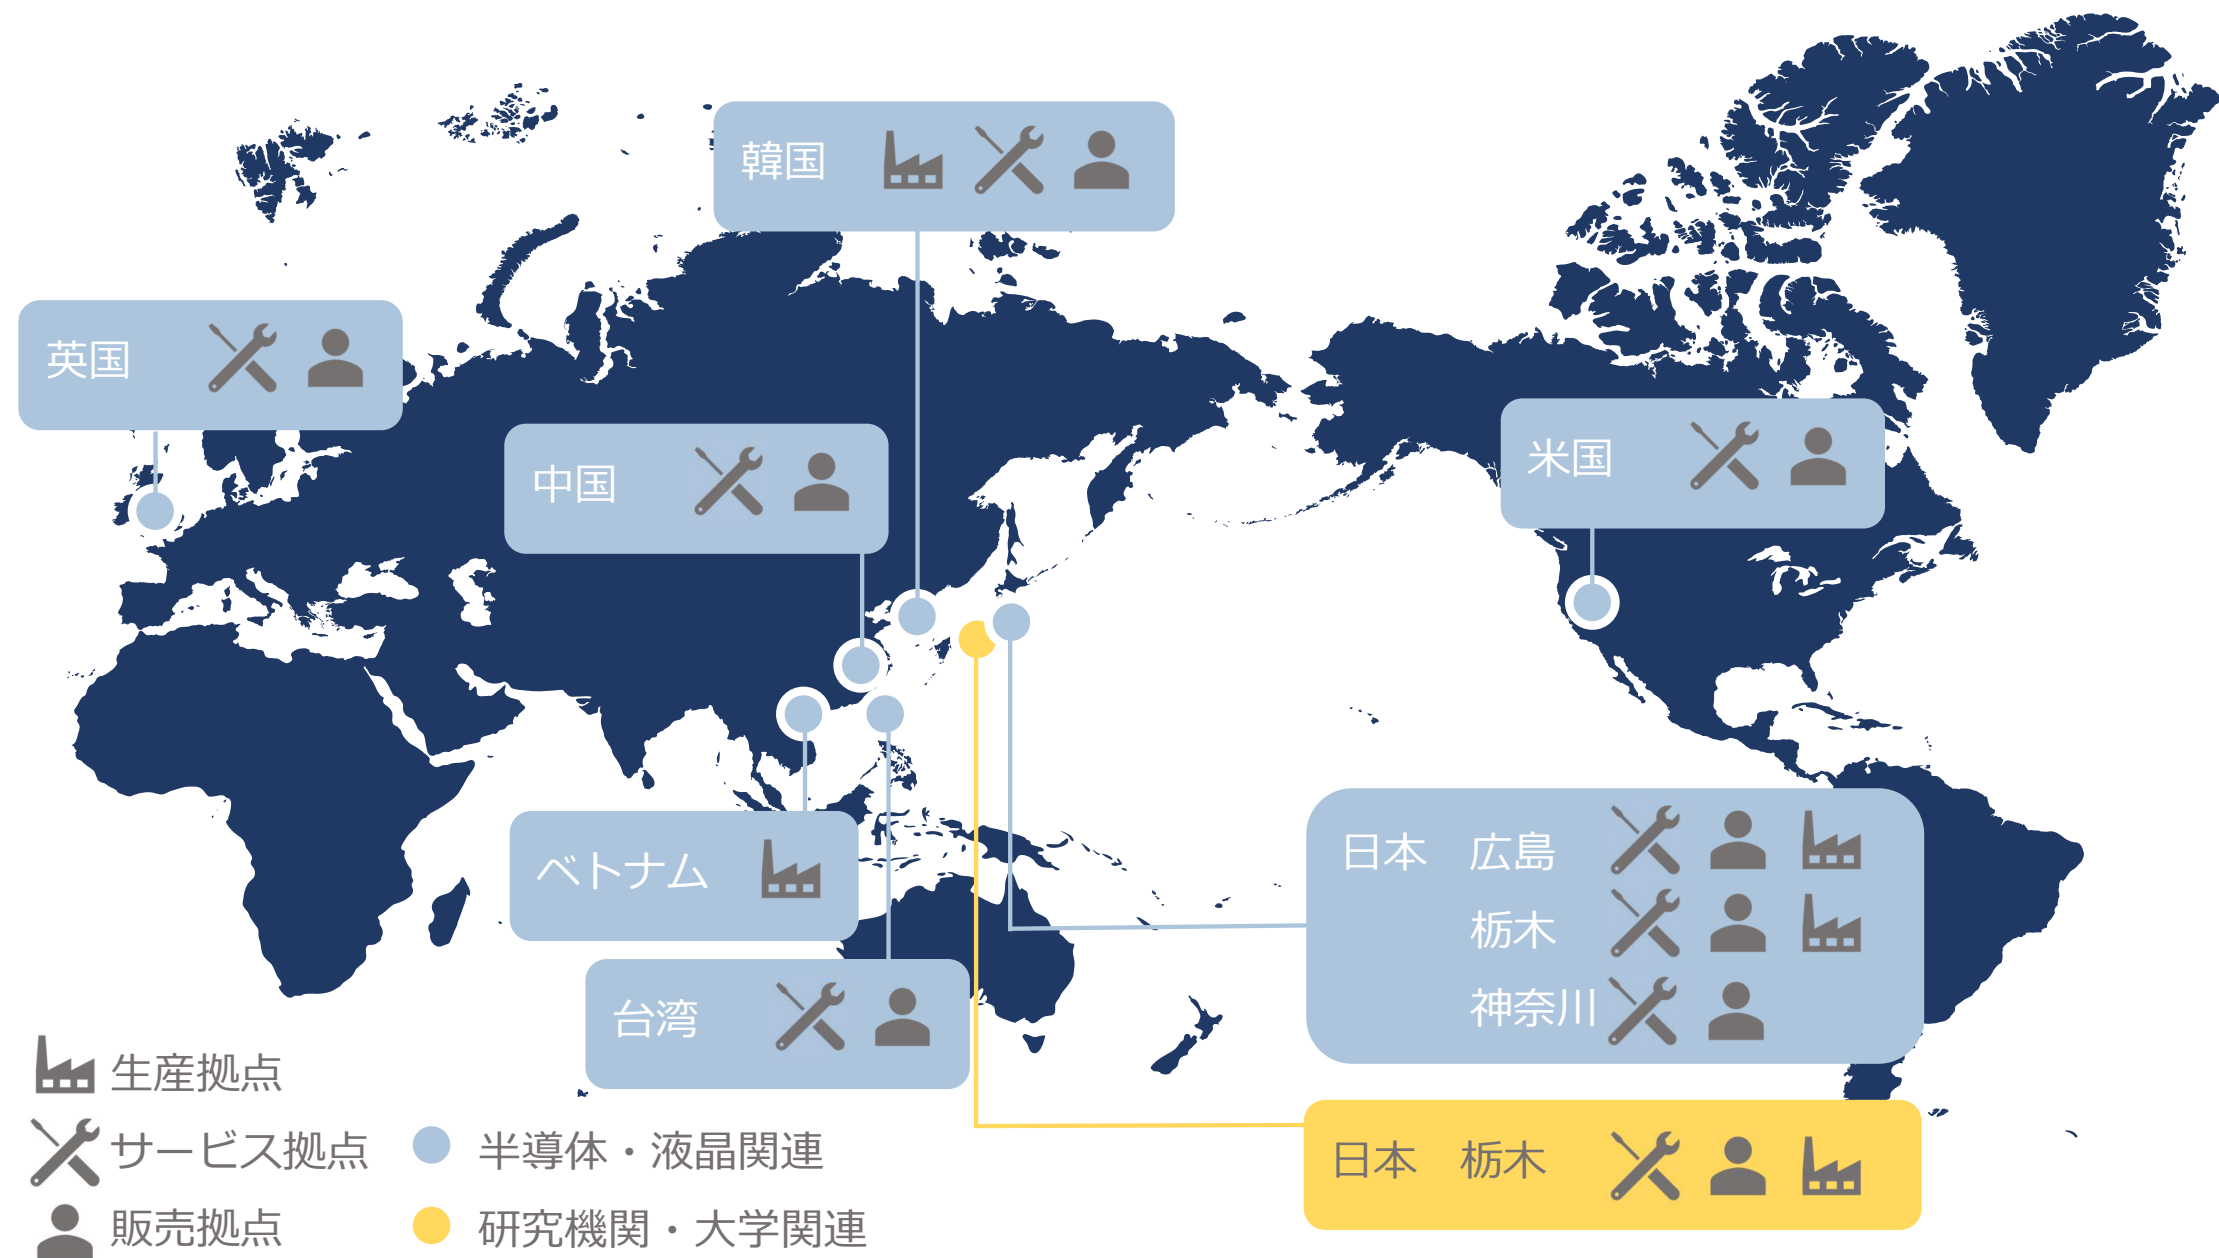 韓国
英国
中国
米国
ベトナム
台湾
日本 広島
栃木
神奈川
日本 栃木
生産拠点
サービス拠点
販売拠点
半導体・液晶関連
研究機関・大学関連